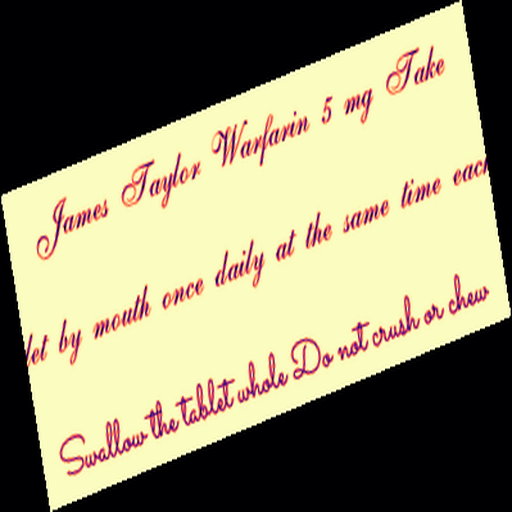 James Taylor Warfarin 5 mg Take
let by mouth once daily at the same time each
Swallow the tablet whole Do not crush or chew